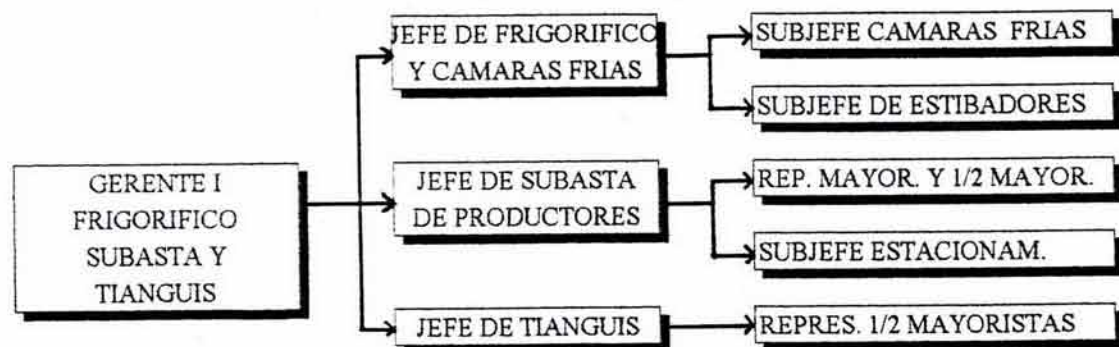 GERENTE I
FRIGORIFICO
SUBASTA Y
TIANGUIS
JEFE DE FRIGORIFICO
Y CAMARAS FRIAS
SUBJEFE CAMARAS FRIAS
SUBJEFE DE ESTIBADORES
JEFE DE SUBASTA
DE PRODUCTORES
REP. MAYOR. Y 1/2 MAYOR.
SUBJEFE ESTACIONAM.
JEFE DE TIANGUIS
REPRES. 1/2 MAYORISTAS